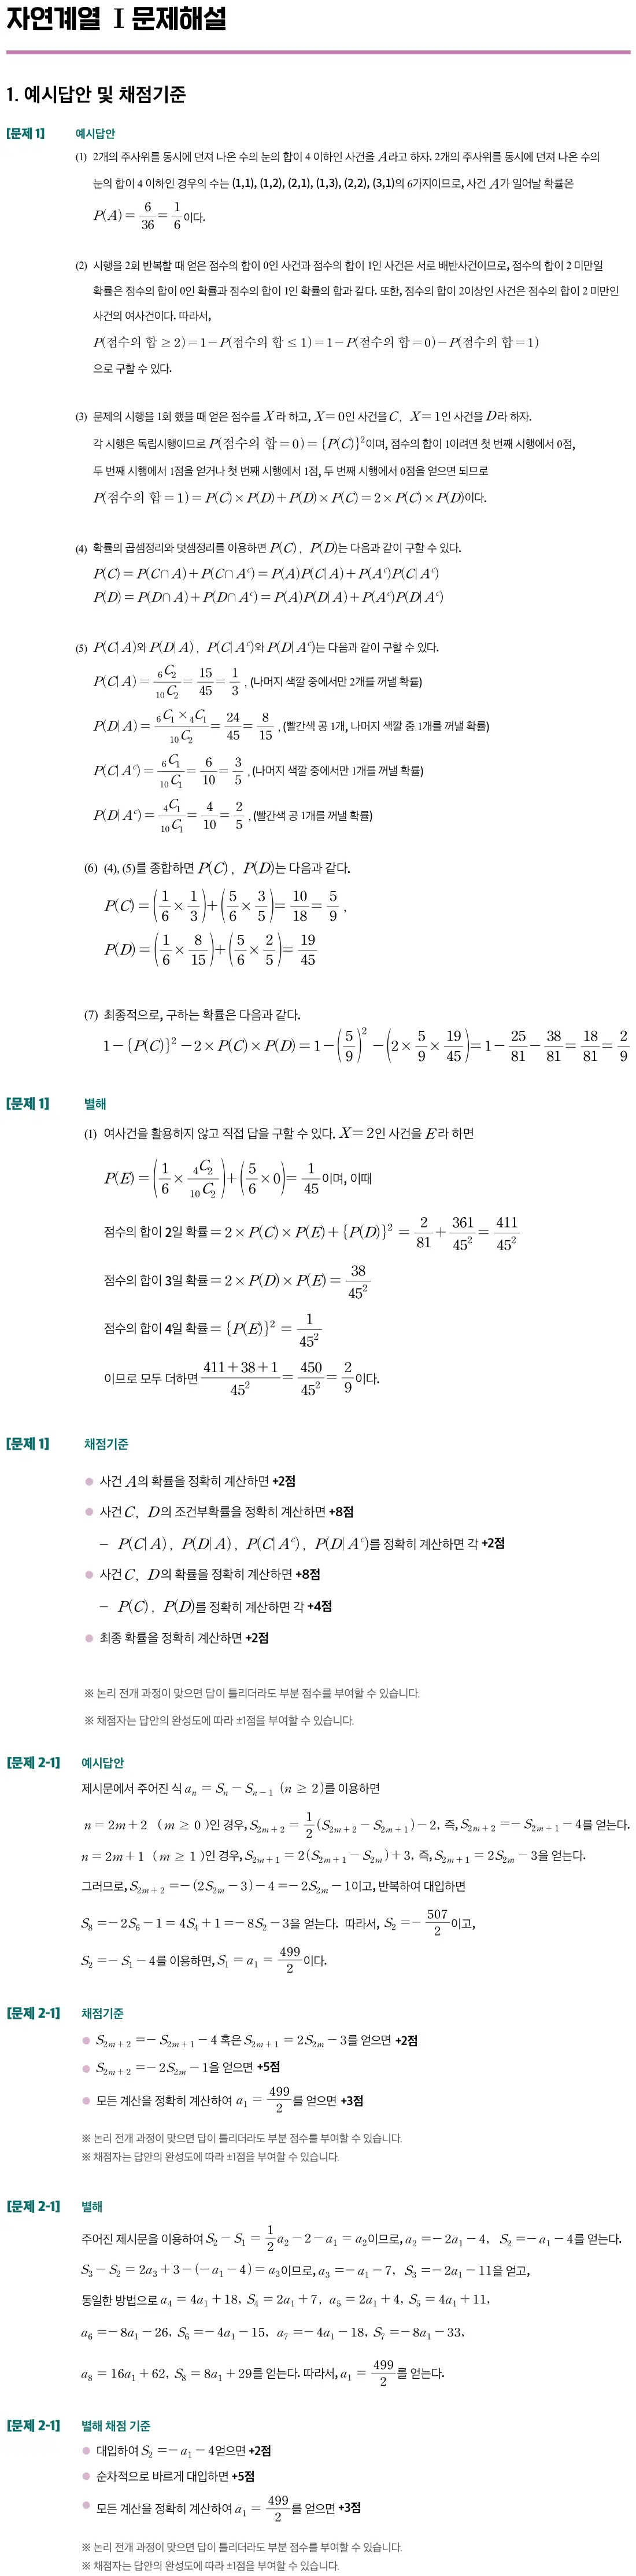 자연계열 Ⅰ 문제해설
1. 예시답안 및 채점기준
[문제 1] 예시답안
(1) 2개의 주사위를 동시에 던져 나온 수의 눈의 합이 4 이하인 사건을 A라고 하자. 2개의 주사위를 동시에 던져 나온 수의
눈의 합이 4 이하인 경우의 수는 (1,1), (1,2), (2,1), (1,3), (2,2), (3,1)의 6가지이므로, 사건 A가 일어날 확률은
P(A) = 6/36 = 1/6 이다.
(2) 시행을 2회 반복할 때 얻은 점수의 합이 0인 사건과 점수의 합이 1인 사건은 서로 배반사건이므로, 점수의 합이 2 미만일
확률은 점수의 합이 0인 확률과 점수의 합이 1인 확률의 합과 같다. 또한, 점수의 합이 2이상인 사건은 점수의 합이 2 미만인
사건의 여사건이다. 따라서,
P(점수의 합 ≥ 2) = 1 − P(점수의 합 ≤ 1) = 1 − P(점수의 합 = 0) − P(점수의 합 = 1)
으로 구할 수 있다.
(3) 문제의 시행을 1회 했을 때 얻은 점수를 X라 하고, X=0인 사건을 C, X=1인 사건을 D라 하자.
각 시행은 독립시행이므로 P(점수의 합 = 0) = {P(C)}²이며, 점수의 합이 1이려면 첫 번째 시행에서 0점,
두 번째 시행에서 1점을 얻거나 첫 번째 시행에서 1점, 두 번째 시행에서 0점을 얻으면 되므로
P(점수의 합 = 1) = P(C)×P(D)+P(D)×P(C) = 2×P(C)×P(D)이다.
(4) 확률의 곱셈정리와 덧셈정리를 이용하면 P(C), P(D)는 다음과 같이 구할 수 있다.
P(C) = P(C∩A)+P(C∩Aᶜ) = P(A)P(C|A)+P(Aᶜ)P(C|Aᶜ)
P(D) = P(D∩A)+P(D∩Aᶜ) = P(A)P(D|A)+P(Aᶜ)P(D|Aᶜ)
(5) P(C|A)와 P(D|A), P(C|Aᶜ)와 P(D|Aᶜ)는 다음과 같이 구할 수 있다.
P(C|A) = ₆C₂/₁₀C₂ = 15/45 = 1/3 , (나머지 색깔 중에서만 2개를 꺼낼 확률)
P(D|A) = ₆C₁×₄C₁/₁₀C₂ = 24/45 = 8/15 , (빨간색 공 1개, 나머지 색깔 중 1개를 꺼낼 확률)
P(C|Aᶜ) = ₆C₁/₁₀C₁ = 6/10 = 3/5 , (나머지 색깔 중에서만 1개를 꺼낼 확률)
P(D|Aᶜ) = ₄C₁/₁₀C₁ = 4/10 = 2/5 , (빨간색 공 1개를 꺼낼 확률)
(6) (4), (5)를 종합하면 P(C), P(D)는 다음과 같다.
P(C) = (1/6 × 1/3)+(5/6 × 3/5) = 10/18 = 5/9 ,
P(D) = (1/6 × 8/15)+(5/6 × 2/5) = 19/45
(7) 최종적으로, 구하는 확률은 다음과 같다.
1−{P(C)}²−2×P(C)×P(D) = 1−(5/9)²−(2×5/9×19/45) = 1−25/81−38/81 = 18/81 = 2/9
[문제 1] 별해
(1) 여사건을 활용하지 않고 직접 답을 구할 수 있다. X=2인 사건을 E라 하면
P(E) = (1/6 × ₄C₂/₁₀C₂)+(5/6 × 0) = 1/45 이며, 이때
점수의 합이 2일 확률 = 2×P(C)×P(E)+{P(D)}² = 2/81 + 361/45² = 411/45²
점수의 합이 3일 확률 = 2×P(D)×P(E) = 38/45²
점수의 합이 4일 확률 = {P(E)}² = 1/45²
이므로 모두 더하면 (411+38+1)/45² = 450/45² = 2/9 이다.
[문제 1] 채점기준
● 사건 A의 확률을 정확히 계산하면 +2점
● 사건 C, D의 조건부확률을 정확히 계산하면 +8점
− P(C|A), P(D|A), P(C|Aᶜ), P(D|Aᶜ)를 정확히 계산하면 각 +2점
● 사건 C, D의 확률을 정확히 계산하면 +8점
− P(C), P(D)를 정확히 계산하면 각 +4점
● 최종 확률을 정확히 계산하면 +2점
※ 논리 전개 과정이 맞으면 답이 틀리더라도 부분 점수를 부여할 수 있습니다.
※ 채점자는 답안의 완성도에 따라 ±1점을 부여할 수 있습니다.
[문제 2-1] 예시답안
제시문에서 주어진 식 aₙ = Sₙ − Sₙ₋₁ (n ≥ 2)를 이용하면
n = 2m+2 (m ≥ 0)인 경우, S₂ₘ₊₂ = 1/2(S₂ₘ₊₂ − S₂ₘ₊₁)−2, 즉, S₂ₘ₊₂ = −S₂ₘ₊₁−4를 얻는다.
n = 2m+1 (m ≥ 1)인 경우, S₂ₘ₊₁ = 2(S₂ₘ₊₁ − S₂ₘ)+3, 즉, S₂ₘ₊₁ = 2S₂ₘ−3을 얻는다.
그러므로, S₂ₘ₊₂ = −(2S₂ₘ−3)−4 = −2S₂ₘ−1이고, 반복하여 대입하면
S₈ = −2S₆−1 = 4S₄+1 = −8S₂−3을 얻는다. 따라서, S₂ = −507/2 이고,
S₂ = −S₁−4를 이용하면, S₁ = a₁ = 499/2 이다.
[문제 2-1] 채점기준
● S₂ₘ₊₂ = −S₂ₘ₊₁−4 혹은 S₂ₘ₊₁ = 2S₂ₘ−3를 얻으면 +2점
● S₂ₘ₊₂ = −2S₂ₘ−1을 얻으면 +5점
● 모든 계산을 정확히 계산하여 a₁ = 499/2 를 얻으면 +3점
※ 논리 전개 과정이 맞으면 답이 틀리더라도 부분 점수를 부여할 수 있습니다.
※ 채점자는 답안의 완성도에 따라 ±1점을 부여할 수 있습니다.
[문제 2-1] 별해
주어진 제시문을 이용하여 S₂−S₁ = 1/2a₂−2−a₁ = a₂이므로, a₂ = −2a₁−4, S₂ = −a₁−4를 얻는다.
S₃−S₂ = 2a₃+3−(−a₁−4) = a₃이므로, a₃ = −a₁−7, S₃ = −2a₁−11을 얻고,
동일한 방법으로 a₄ = 4a₁+18, S₄ = 2a₁+7, a₅ = 2a₁+4, S₅ = 4a₁+11,
a₆ = −8a₁−26, S₆ = −4a₁−15, a₇ = −4a₁−18, S₇ = −8a₁−33,
a₈ = 16a₁+62, S₈ = 8a₁+29를 얻는다. 따라서, a₁ = 499/2 를 얻는다.
[문제 2-1] 별해 채점 기준
● 대입하여 S₂ = −a₁−4얻으면 +2점
● 순차적으로 바르게 대입하면 +5점
● 모든 계산을 정확히 계산하여 a₁ = 499/2 를 얻으면 +3점
※ 논리 전개 과정이 맞으면 답이 틀리더라도 부분 점수를 부여할 수 있습니다.
※ 채점자는 답안의 완성도에 따라 ±1점을 부여할 수 있습니다.